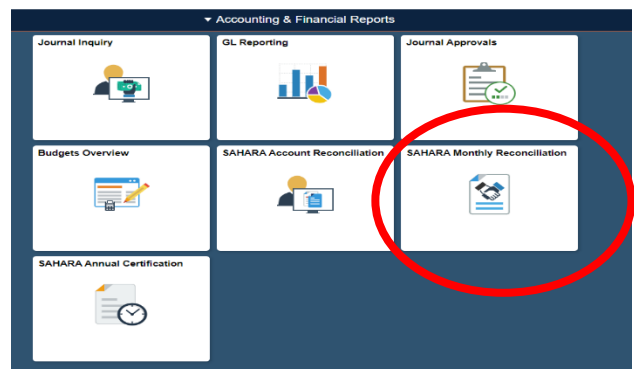 Accounting & Financial Reports
Journal Inquiry
GL Reporting
Journal Approvals
Budgets Overview
SAHARA Account Reconciliation
SAHARA Monthly Reconciliation
SAHARA Annual Certification